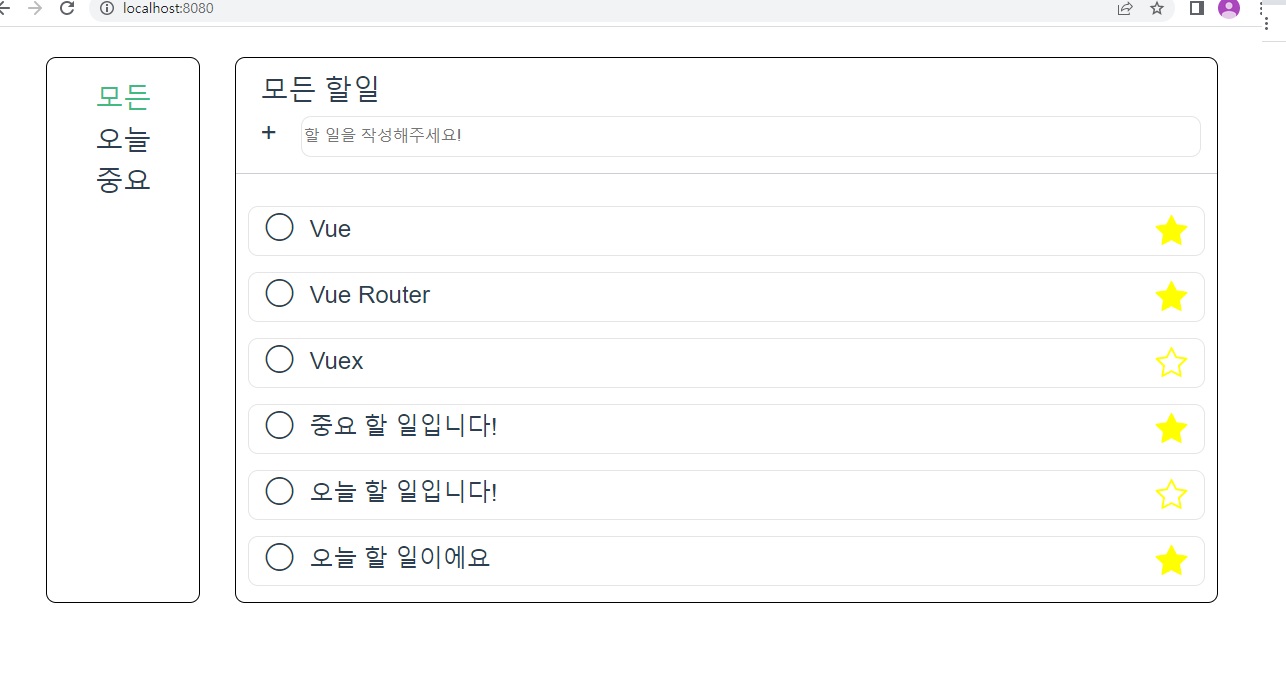 localhost:8080
모든
오늘
중요
모든 할일
+
할 일을 작성해주세요!
Vue
Vue Router
Vuex
중요 할 일입니다!
오늘 할 일입니다!
오늘 할 일이에요